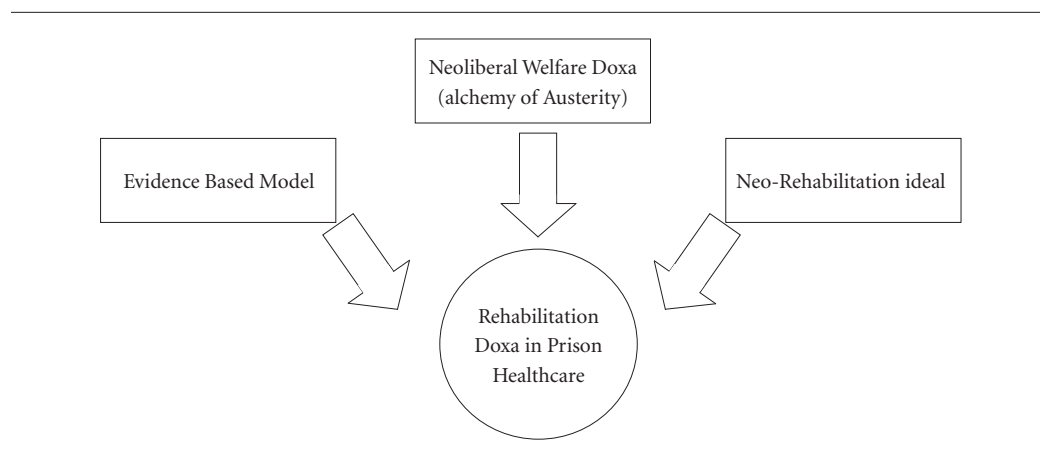 Neoliberal Welfare Doxa
(alchemy of Austerity)
Evidence Based Model
Neo-Rehabilitation ideal
Rehabilitation
Doxa in Prison
Healthcare